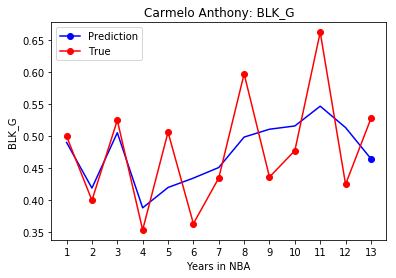 Carmelo Anthony: BLK_G
Prediction
True
0.65
0.60
0.55
0.50
0.45
0.40
0.35
BLK_G
1 2 3 4 5 6 7 8 9 10 11 12 13
Years in NBA